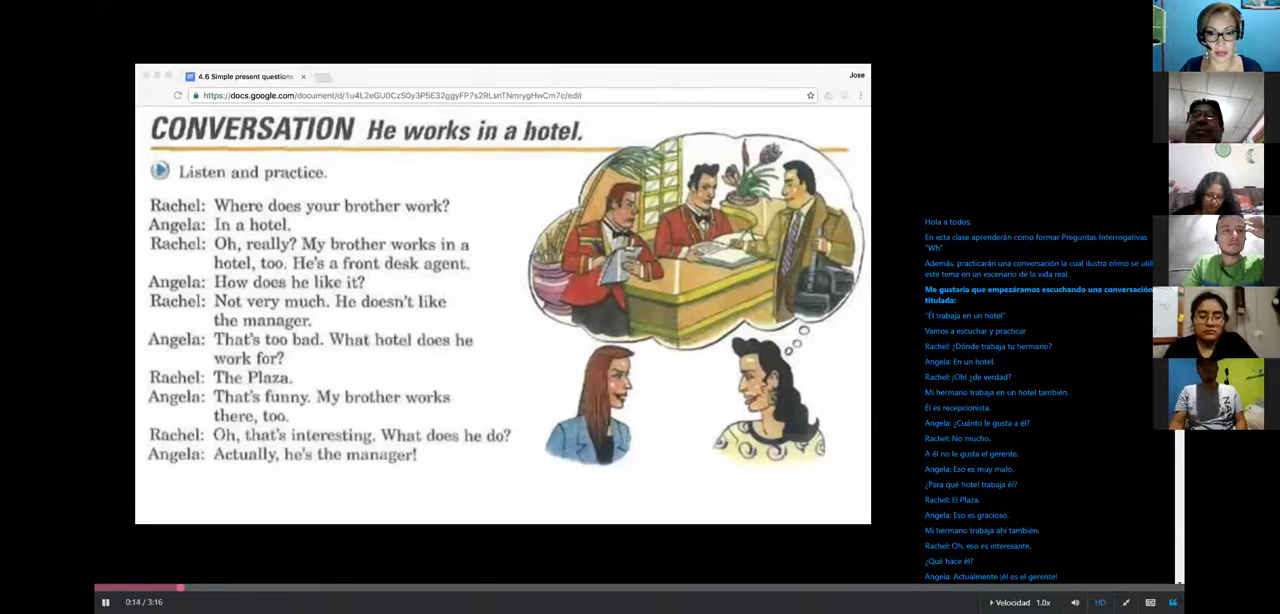 4.6 Simple present questions
Jose
https://docs.google.com/document/d/1u4L2eGU0CzS0y3P5E32ggyFP7s2RLsnTNmrygHwCm7c/edit
CONVERSATION He works in a hotel.
Listen and practice.
Rachel: Where does your brother work?
Angela: In a hotel.
Rachel: Oh, really? My brother works in a
hotel, too. He's a front desk agent.
Angela: How does he like it?
Rachel: Not very much. He doesn't like
the manager.
Angela: That's too bad. What hotel does he
work for?
Rachel: The Plaza.
Angela: That's funny. My brother works
there, too.
Rachel: Oh, that's interesting. What does he do?
Angela: Actually, he's the manager!
Hola a todos.
En esta clase aprenderán como formar Preguntas Interrogativas
"Wh"
Además, practicarán una conversación la cual ilustra cómo se utili
este tema en un escenario de la vida real.
Me gustaría que empezáramos escuchando una conversación
titulada:
"Él trabaja en un hotel"
Vamos a escuchar y practicar
Rachel: ¿Dónde trabaja tu hermano?
Angela: En un hotel.
Rachel: ¡Oh! ¿de verdad?
Mi hermano trabaja en un hotel también.
Él es recepcionista.
Angela: ¿Cuánto le gusta a él?
Rachel: No mucho.
A él no le gusta el gerente.
Angela: Eso es muy malo.
¿Para qué hotel trabaja él?
Rachel: El Plaza.
Angela: Eso es gracioso.
Mi hermano trabaja ahí también.
Rachel: Oh, eso es interesante.
¿Qué hace él?
Angela: Actualmente ¡él es el gerente!
0:14 / 3:16
Velocidad 1.0x
HD